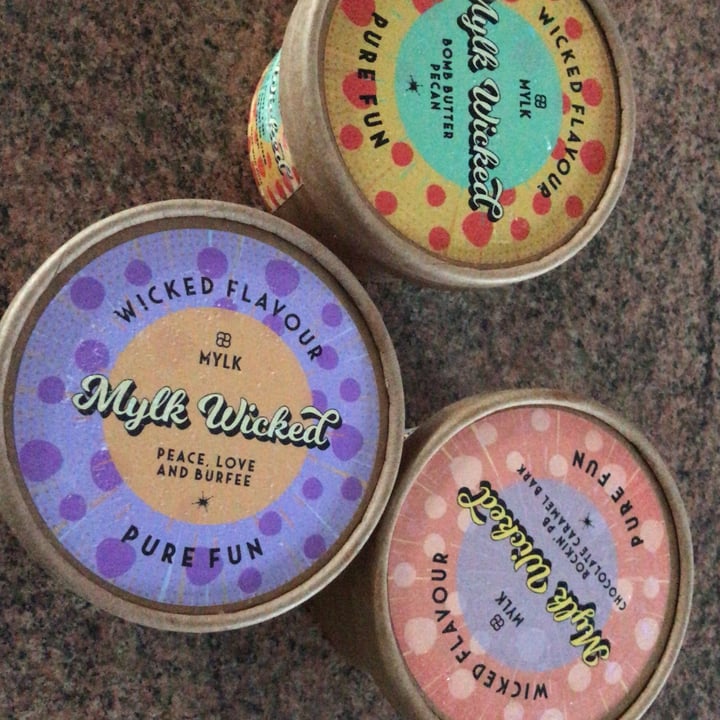 WICKED FLAVOUR
MYLK
Mylk Wicked
BOMB BUTTER
PECAN
PURE FUN
W!CKED FLAVOUR
MYLK
Mylk Wicked
PEACE, LOVE
AND BURFEE
PURE FUN
WICKED FLAVOUR
MYLK
Mylk Wicked
ROCKIN' PB
CHOCOLATE CARAMEL BARK
PURE FUN